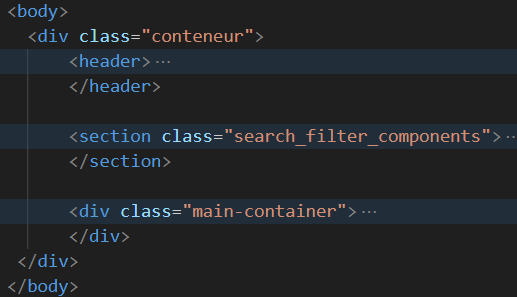 <body>
<div class="conteneur">
<header>…
</header>
<section class="search_filter_components">…
</section>
<div class="main-container">…
</div>
</div>
</body>